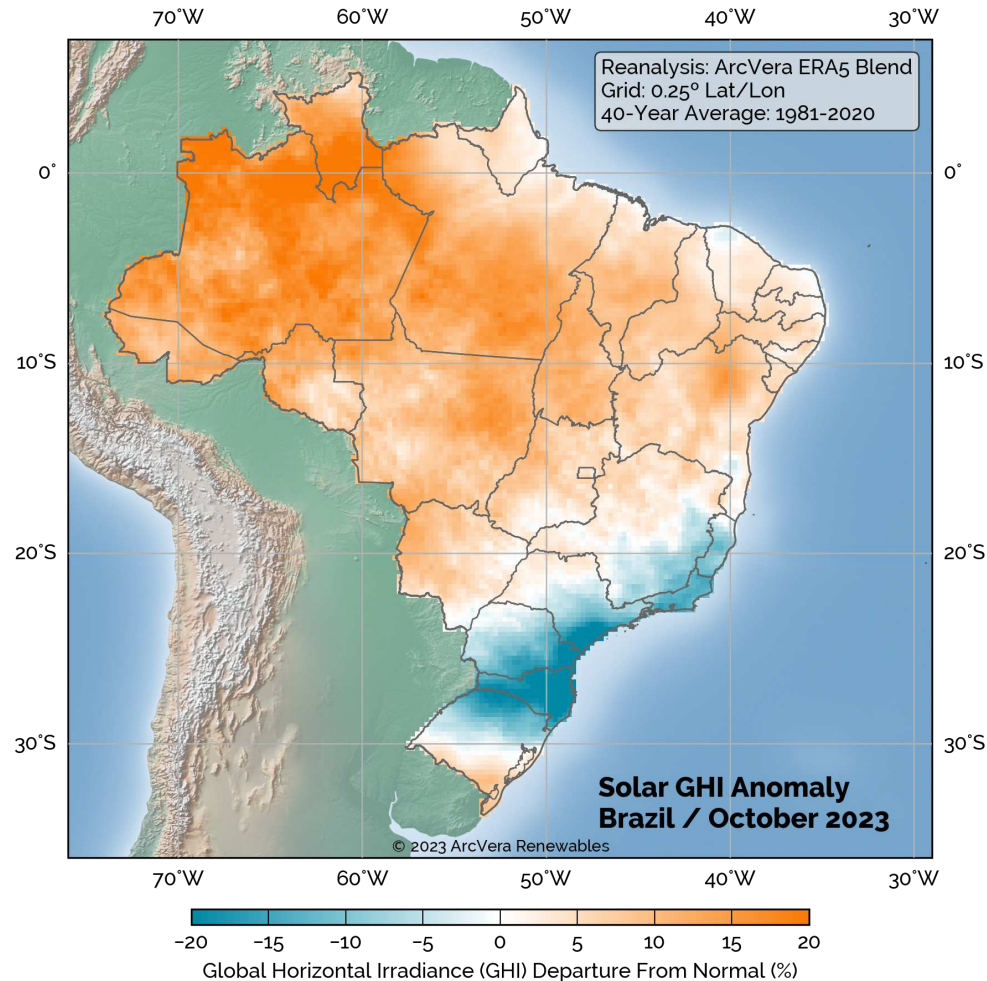 70°W 60°W 50°W 40°W 30°W
Reanalysis: ArcVera ERA5 Blend
Grid: 0.25º Lat/Lon
40-Year Average: 1981-2020
0° 0°
10°S 10°S
20°S 20°S
30°S 30°S
Solar GHI Anomaly
Brazil / October 2023
© 2023 ArcVera Renewables
70°W 60°W 50°W 40°W 30°W
−20 −15 −10 −5 0 5 10 15 20
Global Horizontal Irradiance (GHI) Departure From Normal (%)